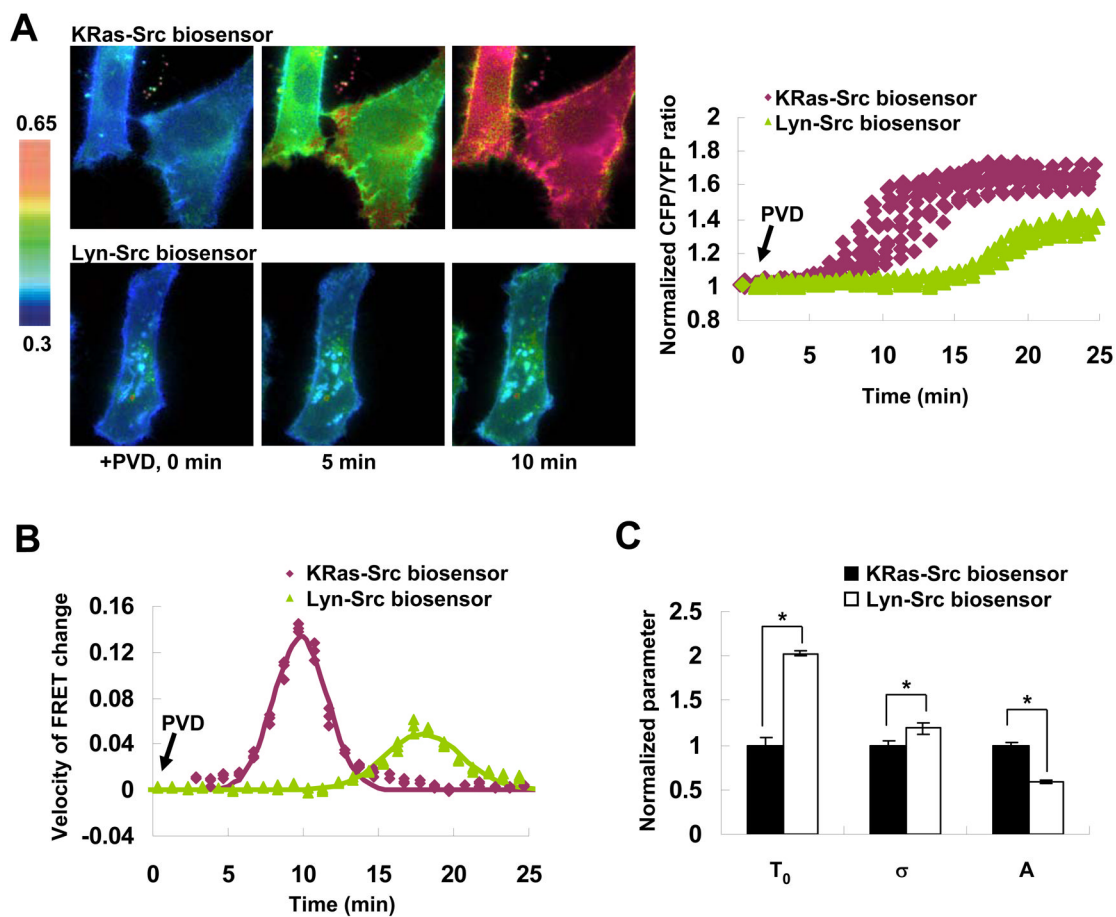 A
KRas-Src biosensor
0.65
0.3
Lyn-Src biosensor
+PVD, 0 min
5 min
10 min
KRas-Src biosensor
Lyn-Src biosensor
Normalized CFP/YFP ratio
2
1.8
1.6
1.4
1.2
1
0.8
PVD
0 5 10 15 20 25
Time (min)
B
KRas-Src biosensor
Lyn-Src biosensor
Velocity of FRET change
0.16
0.12
0.08
0.04
0
-0.04
PVD
0 5 10 15 20 25
Time (min)
C
KRas-Src biosensor
Lyn-Src biosensor
Normalized parameter
2.5
2
1.5
1
0.5
0
* * *
T₀ σ A